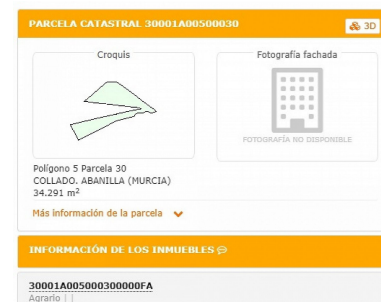 PARCELA CATASTRAL 30001A00500030
3D
Croquis
Fotografía fachada
FOTOGRAFÍA NO DISPONIBLE
Polígono 5 Parcela 30
COLLADO. ABANILLA (MURCIA)
34.291 m²
Más información de la parcela
INFORMACIÓN DE LOS INMUEBLES
30001A005000300000FA
Agrario | |